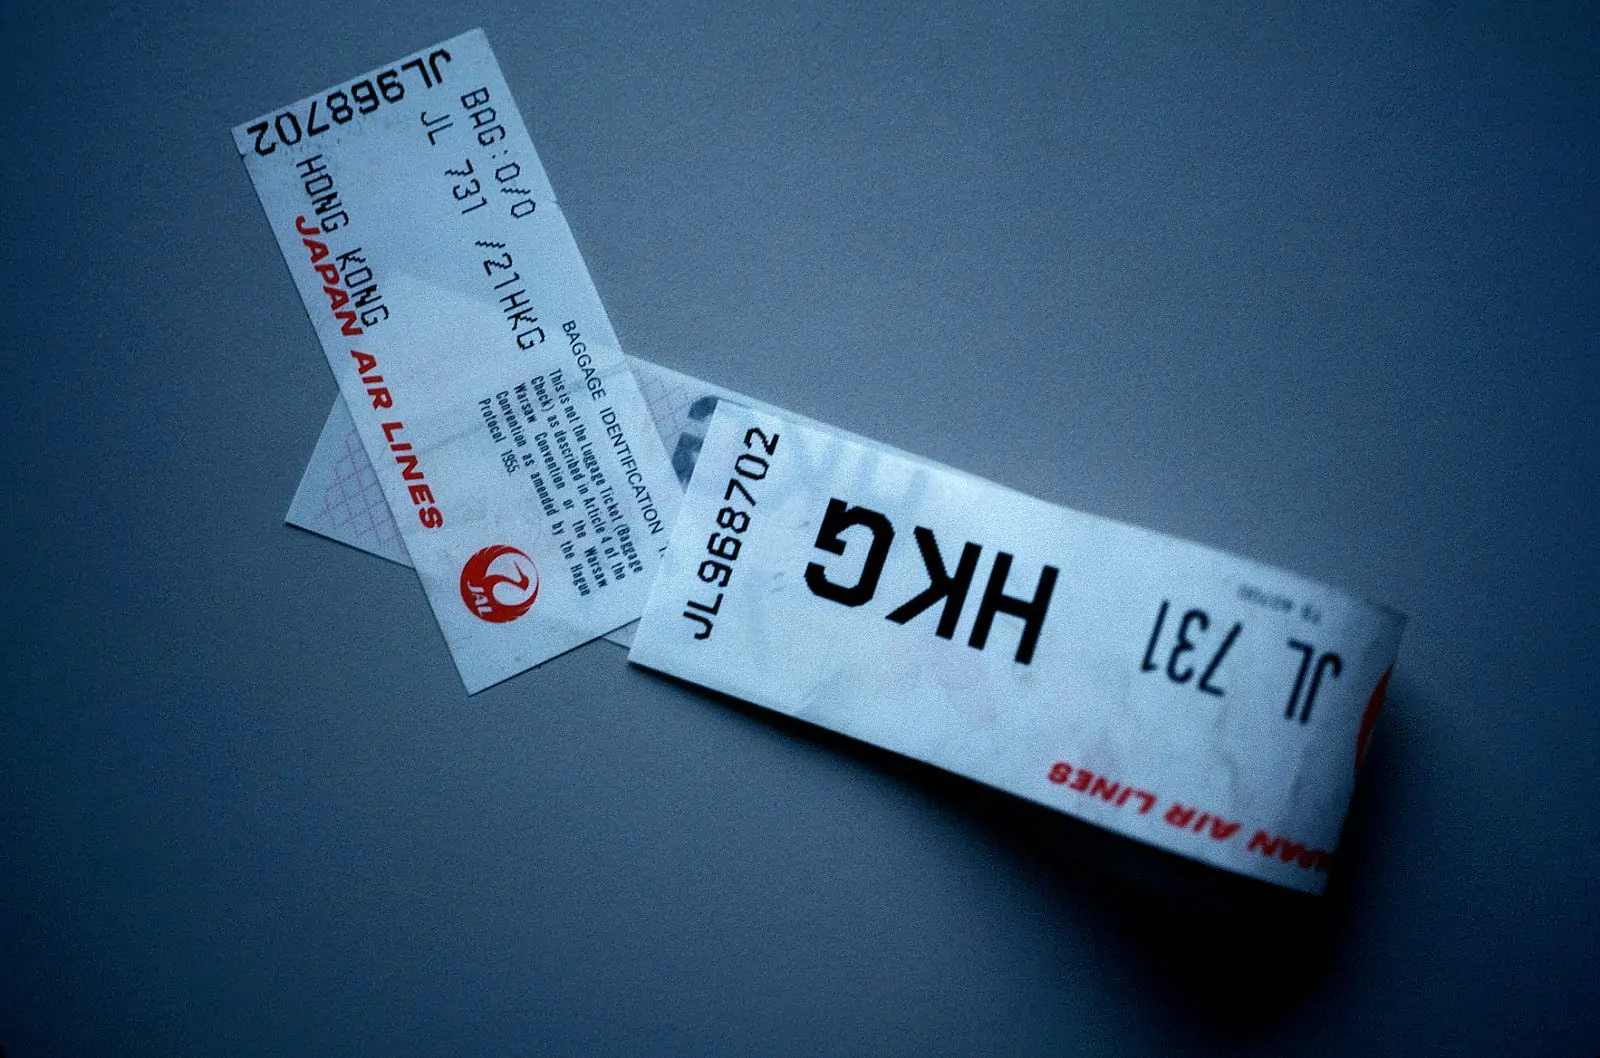 JL968702
BAG:0/0
JL 731 /21HKG
HONG KONG
JAPAN AIR LINES
BAGGAGE IDENTIFICATION
This is not the Luggage Ticket (Baggage
Check) as described in Article 4 of the
Warsaw Convention or the Warsaw
Convention as amended by the Hague
Protocol 1955.
JAL
JL968702
HKG
JL 731
AIR LINES